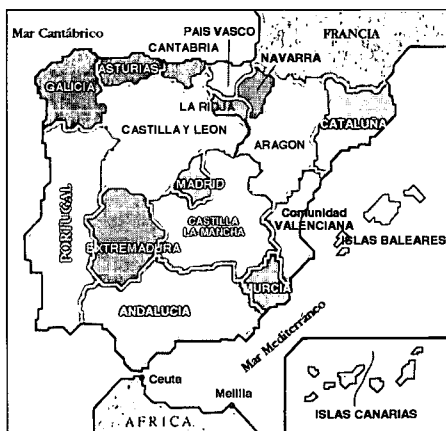 Mar Cantábrico
PAIS VASCO
FRANCIA
CANTABRIA
NAVARRA
ASTURIAS
GALICIA
LA RIOJA
CATALUÑA
CASTILLA Y LEON
ARAGON
MADRID
Comunidad
VALENCIANA
PORTUGAL
CASTILLA
LA-MANCHA
ISLAS BALEARES
EXTREMADURA
MURCIA
ANDALUCIA
Mar Mediterránco
Ceuta
Melilla
AFRICA
ISLAS CANARIAS